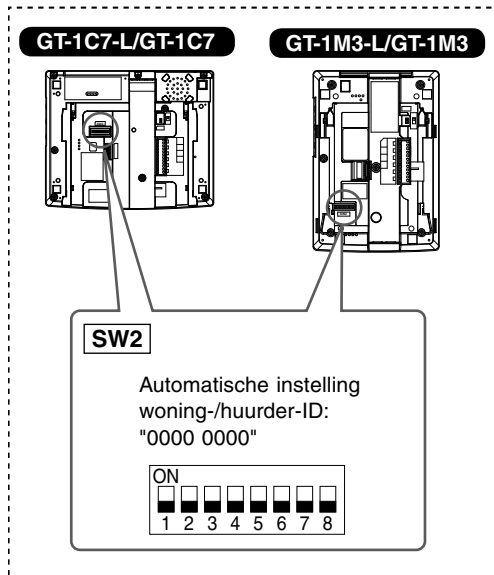 GT-1C7-L/GT-1C7
GT-1M3-L/GT-1M3
SW2
Automatische instelling
woning-/huurder-ID:
"0000 0000"
ON
1 2 3 4 5 6 7 8